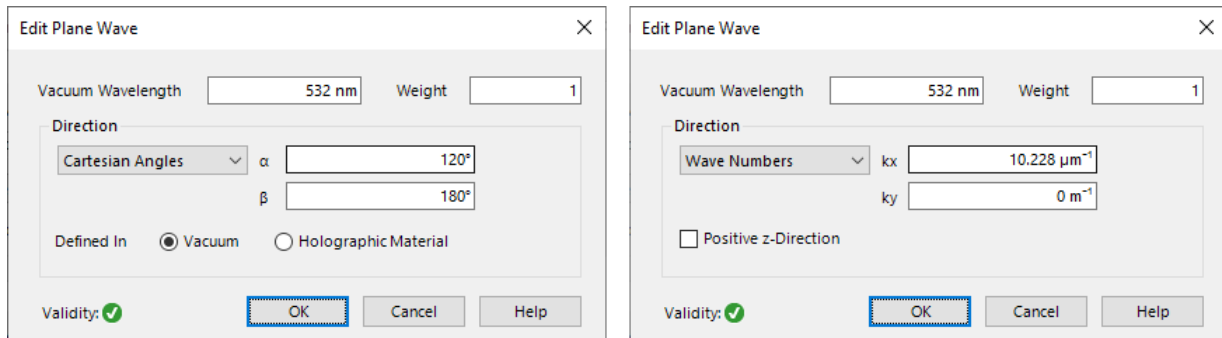 Edit Plane Wave
Vacuum Wavelength 532 nm Weight 1
Direction
Cartesian Angles α 120°
β 180°
Defined In Vacuum Holographic Material
Validity: OK Cancel Help
Edit Plane Wave
Vacuum Wavelength 532 nm Weight 1
Direction
Wave Numbers kx 10.228 µm⁻¹
ky 0 m⁻¹
Positive z-Direction
Validity: OK Cancel Help